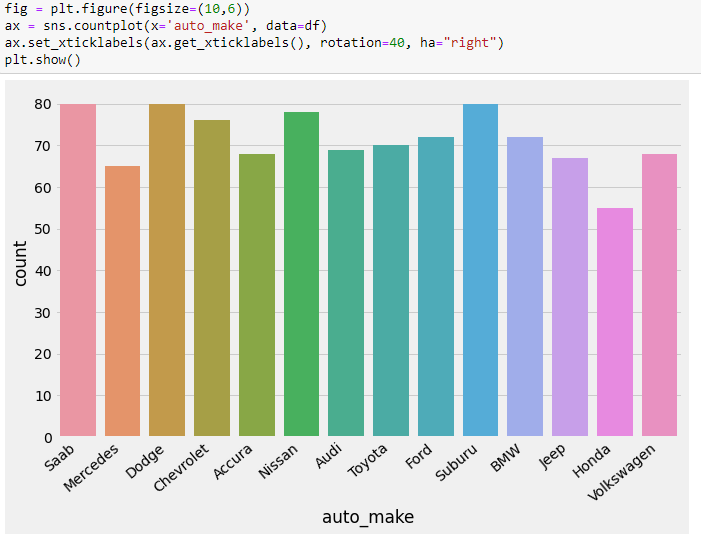 fig = plt.figure(figsize=(10,6))
ax = sns.countplot(x='auto_make', data=df)
ax.set_xticklabels(ax.get_xticklabels(), rotation=40, ha="right")
plt.show()
80
70
60
50
40
30
20
10
0
count
Saab
Mercedes
Dodge
Chevrolet
Accura
Nissan
Audi
Toyota
Ford
Suburu
BMW
Jeep
Honda
Volkswagen
auto_make